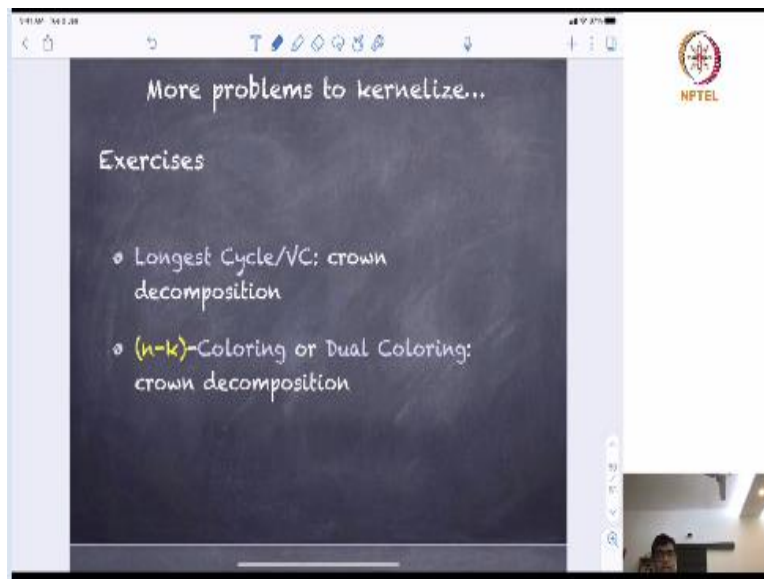 More problems to kernelize...
NPTEL
Exercises
Longest Cycle/VC: crown
decomposition
(n-k)-Coloring or Dual Coloring:
crown decomposition